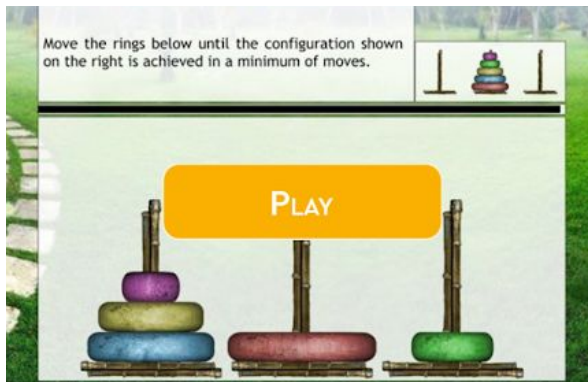 Move the rings below until the configuration shown
on the right is achieved in a minimum of moves.
PLAY